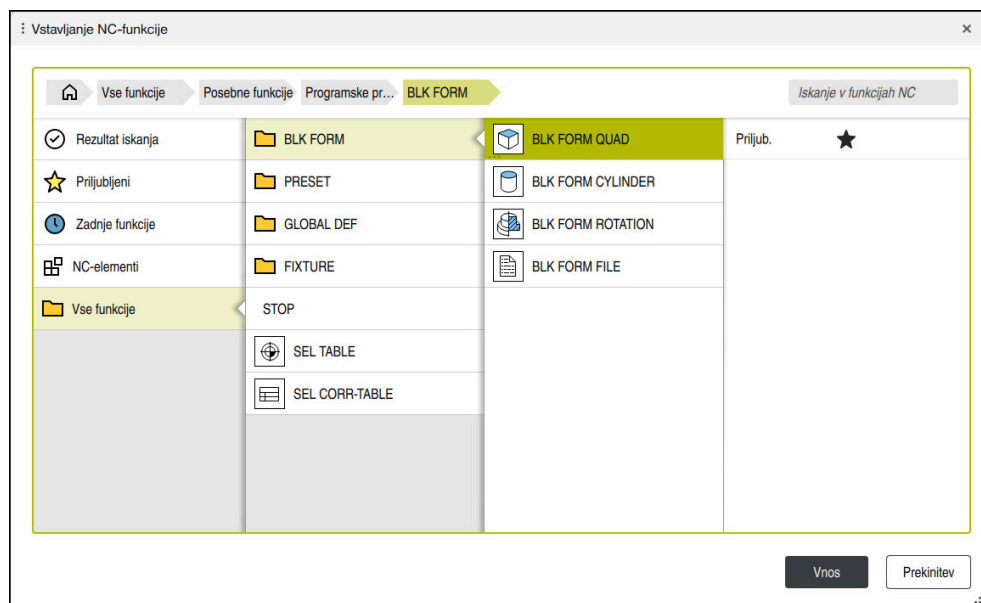 Vstavljanje NC-funkcije
Vse funkcije
Posebne funkcije
Programske pr...
BLK FORM
Iskanje v funkcijah NC
Rezultat iskanja
Priljubljeni
Zadnje funkcije
NC-elementi
Vse funkcije
BLK FORM
PRESET
GLOBAL DEF
FIXTURE
STOP
SEL TABLE
SEL CORR-TABLE
BLK FORM QUAD
BLK FORM CYLINDER
BLK FORM ROTATION
BLK FORM FILE
Priljub.
Vnos
Prekinitev